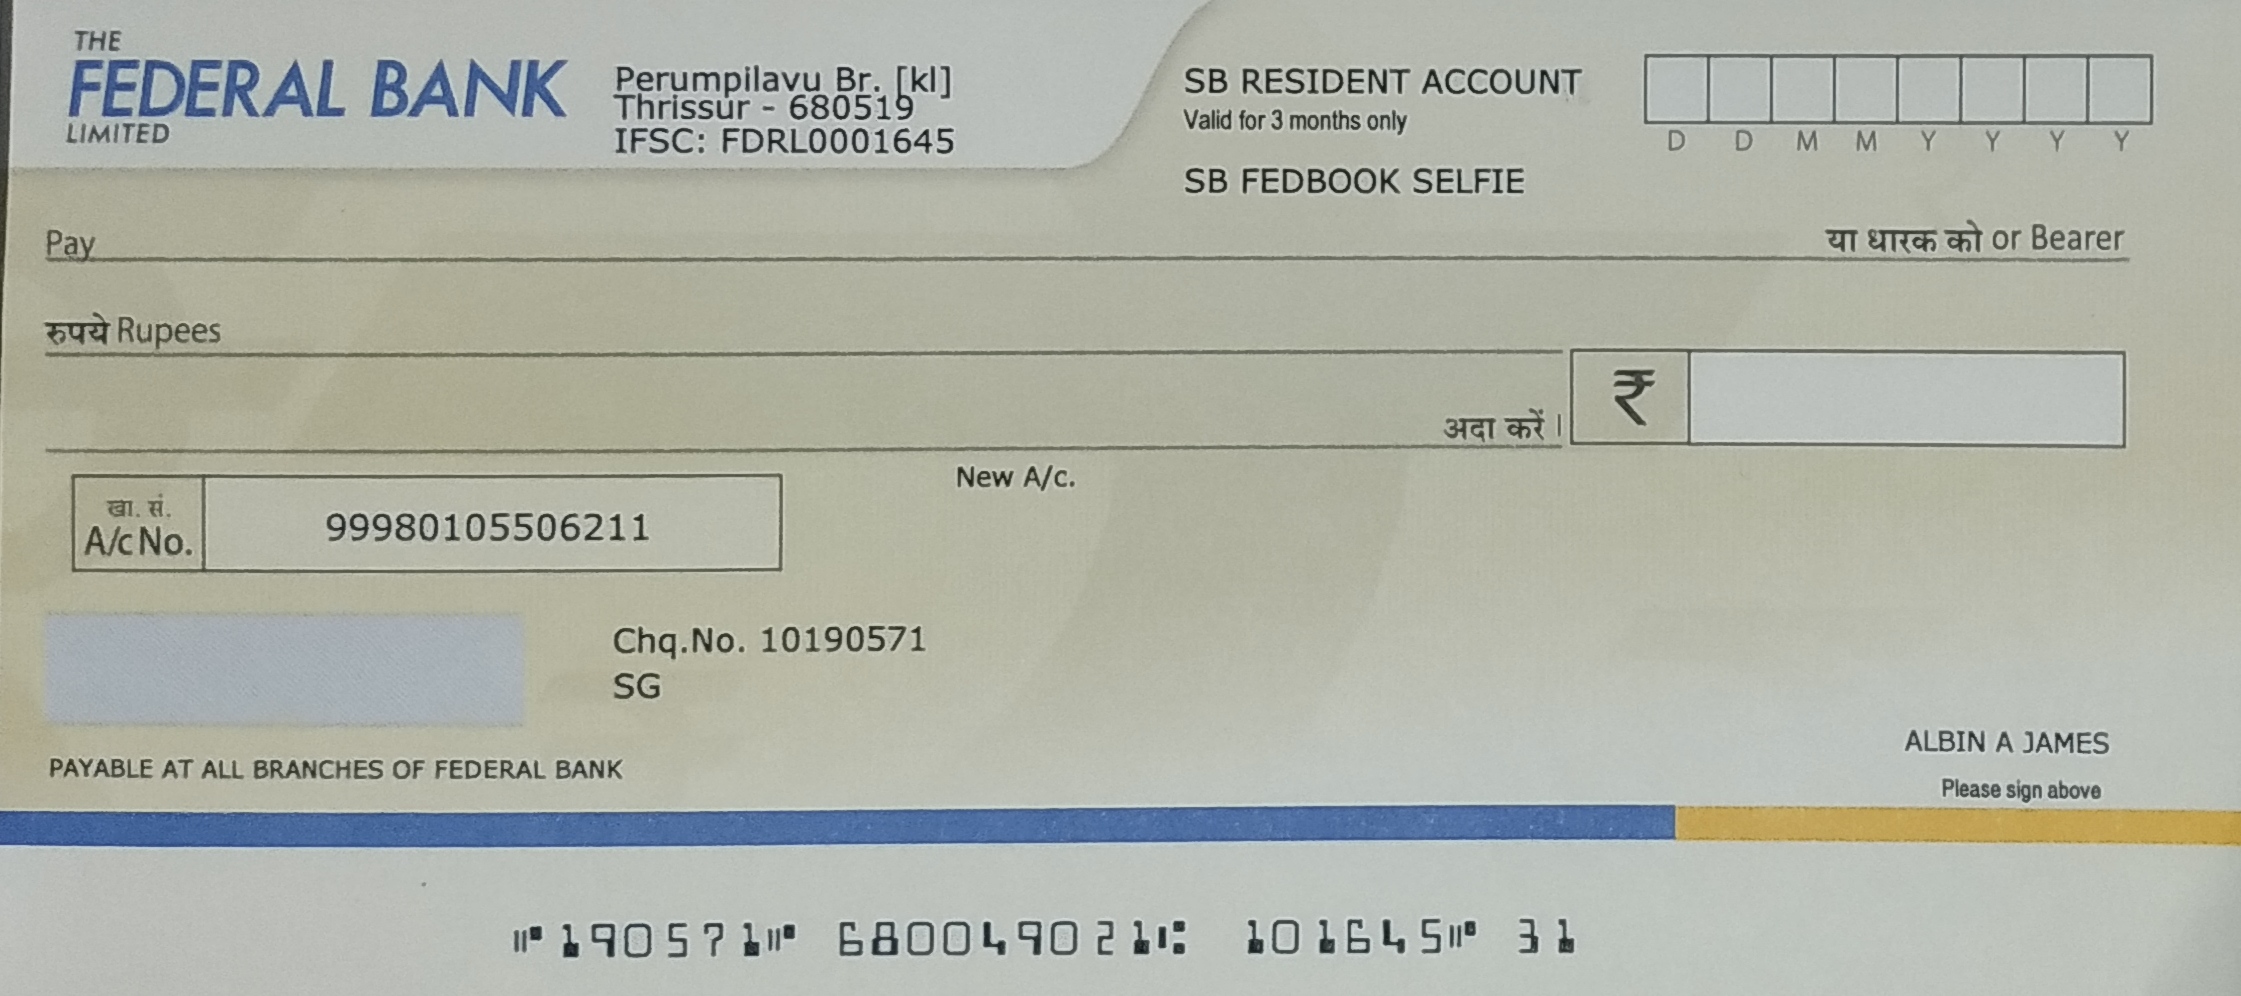 THE
FEDERAL BANK
LIMITED
Perumpilavu Br. [kl]
Thrissur - 680519
IFSC: FDRL0001645
SB RESIDENT ACCOUNT
Valid for 3 months only
SB FEDBOOK SELFIE
D D M M Y Y Y Y
Pay या धारक को or Bearer
रुपये Rupees
अदा करें । ₹
New A/c.
खा. सं.
A/c No. 99980105506211
Chq.No. 10190571
SG
PAYABLE AT ALL BRANCHES OF FEDERAL BANK
ALBIN A JAMES
Please sign above
⑈190571⑈ 680049021⑆ 101645⑈ 31